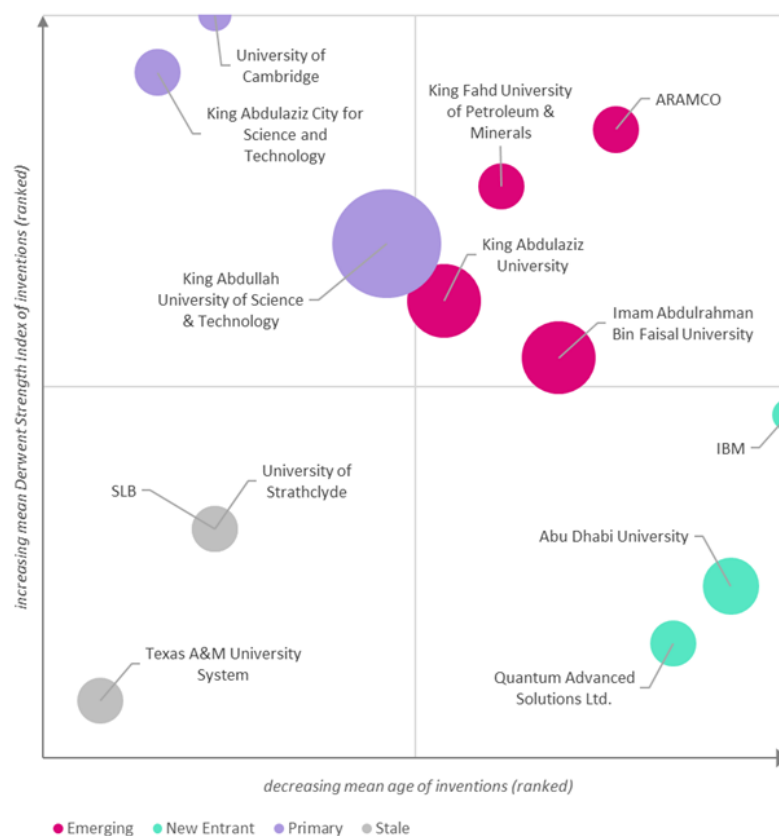 University of
Cambridge
King Abdulaziz City for
Science and
Technology
King Fahd University
of Petroleum &
Minerals
ARAMCO
King Abdullah
University of Science
& Technology
King Abdulaziz
University
Imam Abdulrahman
Bin Faisal University
IBM
SLB
University of
Strathclyde
Abu Dhabi University
Texas A&M University
System
Quantum Advanced
Solutions Ltd.
increasing mean Derwent Strength Index of inventions (ranked)
decreasing mean age of inventions (ranked)
Emerging New Entrant Primary Stale